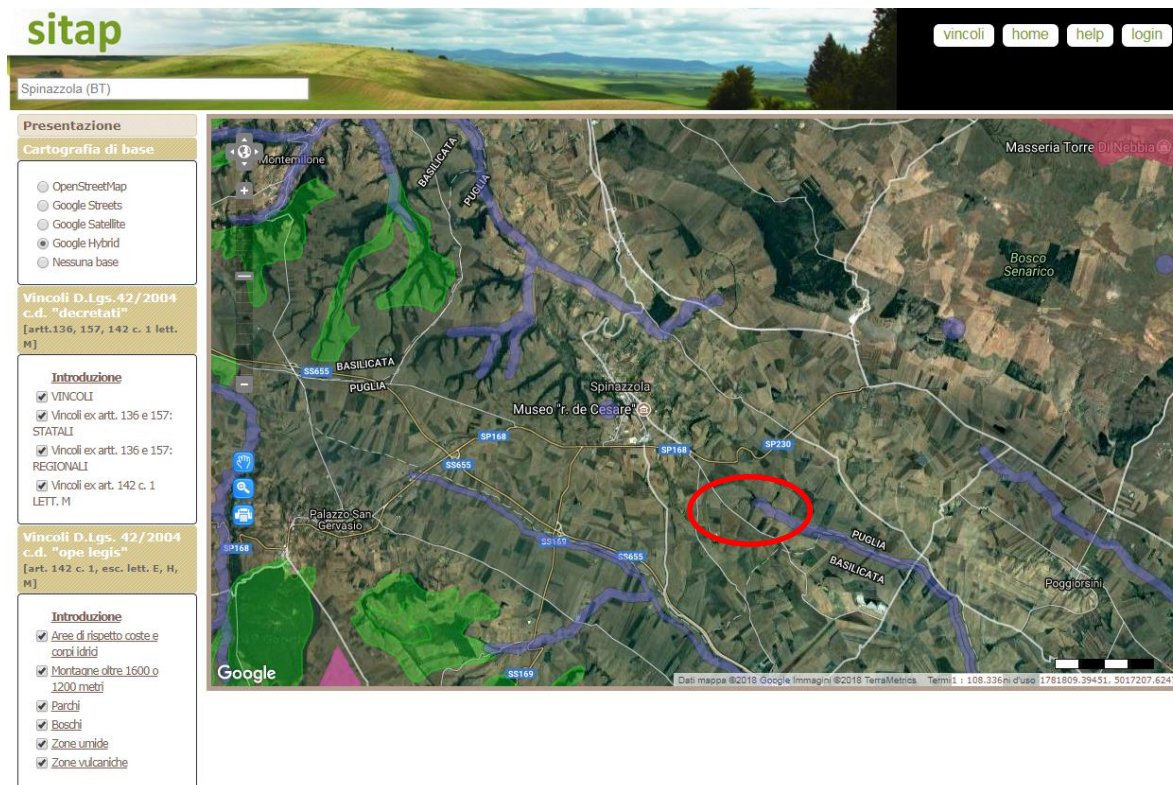 sitap
vincoli home help login
Spinazzola (BT)
Presentazione
Cartografia di base
OpenStreetMap
Google Streets
Google Satellite
Google Hybrid
Nessuna base
Vincoli D.Lgs.42/2004
c.d. "decretati"
[artt.136, 157, 142 c. 1 lett.
M]
Introduzione
VINCOLI
Vincoli ex artt. 136 e 157:
STATALI
Vincoli ex artt. 136 e 157:
REGIONALI
Vincoli ex art. 142 c. 1
LETT. M
Vincoli D.Lgs. 42/2004
c.d. "ope legis"
[art. 142 c. 1, esc. lett. E, H,
M]
Introduzione
Aree di rispetto coste e
corpi idrici
Montagne oltre 1600 o
1200 metri
Parchi
Boschi
Zone umide
Zone vulcaniche
Montemilone
BASILICATA
PUGLIA
Masseria Torre Di Nebbia
Bosco
Senarico
SS655
BASILICATA
PUGLIA
Spinazzola
Museo "r. de Cesare"
SP168
SP168
SP230
SS655
Palazzo San
Gervasio
SP168
SS169
SS655
PUGLIA
BASILICATA
Poggiorsini
SS169
Google
Dati mappa ©2018 Google Immagini ©2018 TerraMetrics Termi1 : 108.336ni d'uso 1781809.39451, 5017207.624